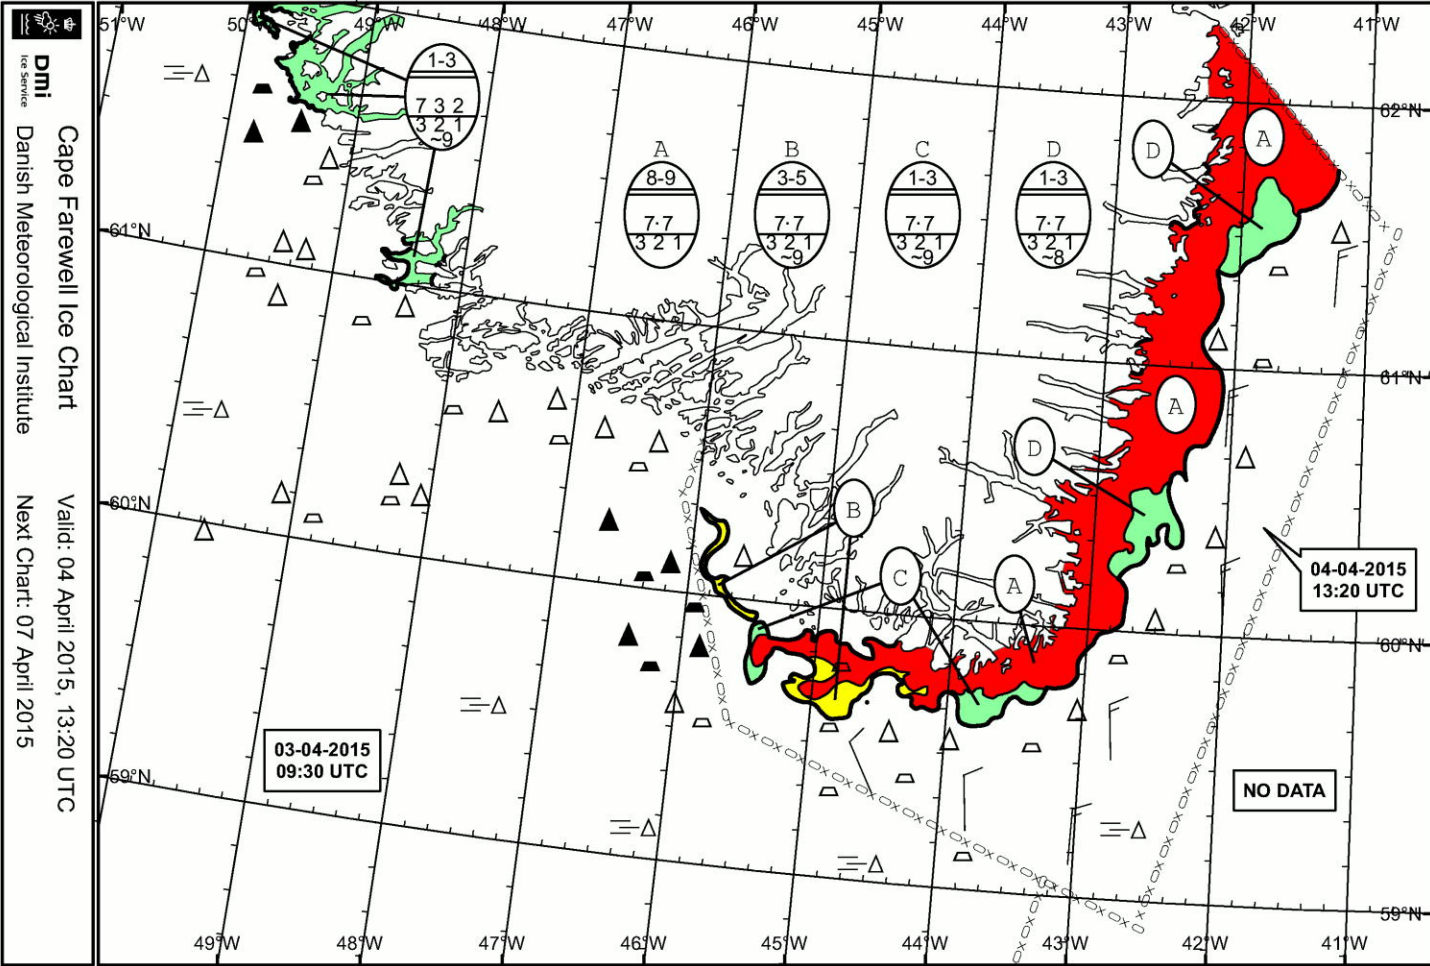 DMI
Ice Service
Cape Farewell Ice Chart
Danish Meteorological Institute
Valid: 04 April 2015, 13:20 UTC
Next Chart: 07 April 2015
51°W
50°W
49°W
48°W
47°W
46°W
45°W
44°W
43°W
42°W
41°W
62°N
61°N
61°N
60°N
60°N
59°N
59°N
49°W
48°W
47°W
46°W
45°W
44°W
43°W
42°W
41°W
1-3
7 3 2
3 2 1
~9
A
8-9
7·7
3 2 1
B
3-5
7·7
3 2 1
~9
C
1-3
7·7
3 2 1
~9
D
1-3
7·7
3 2 1
~8
D
A
A
D
B
C
A
04-04-2015
13:20 UTC
03-04-2015
09:30 UTC
NO DATA